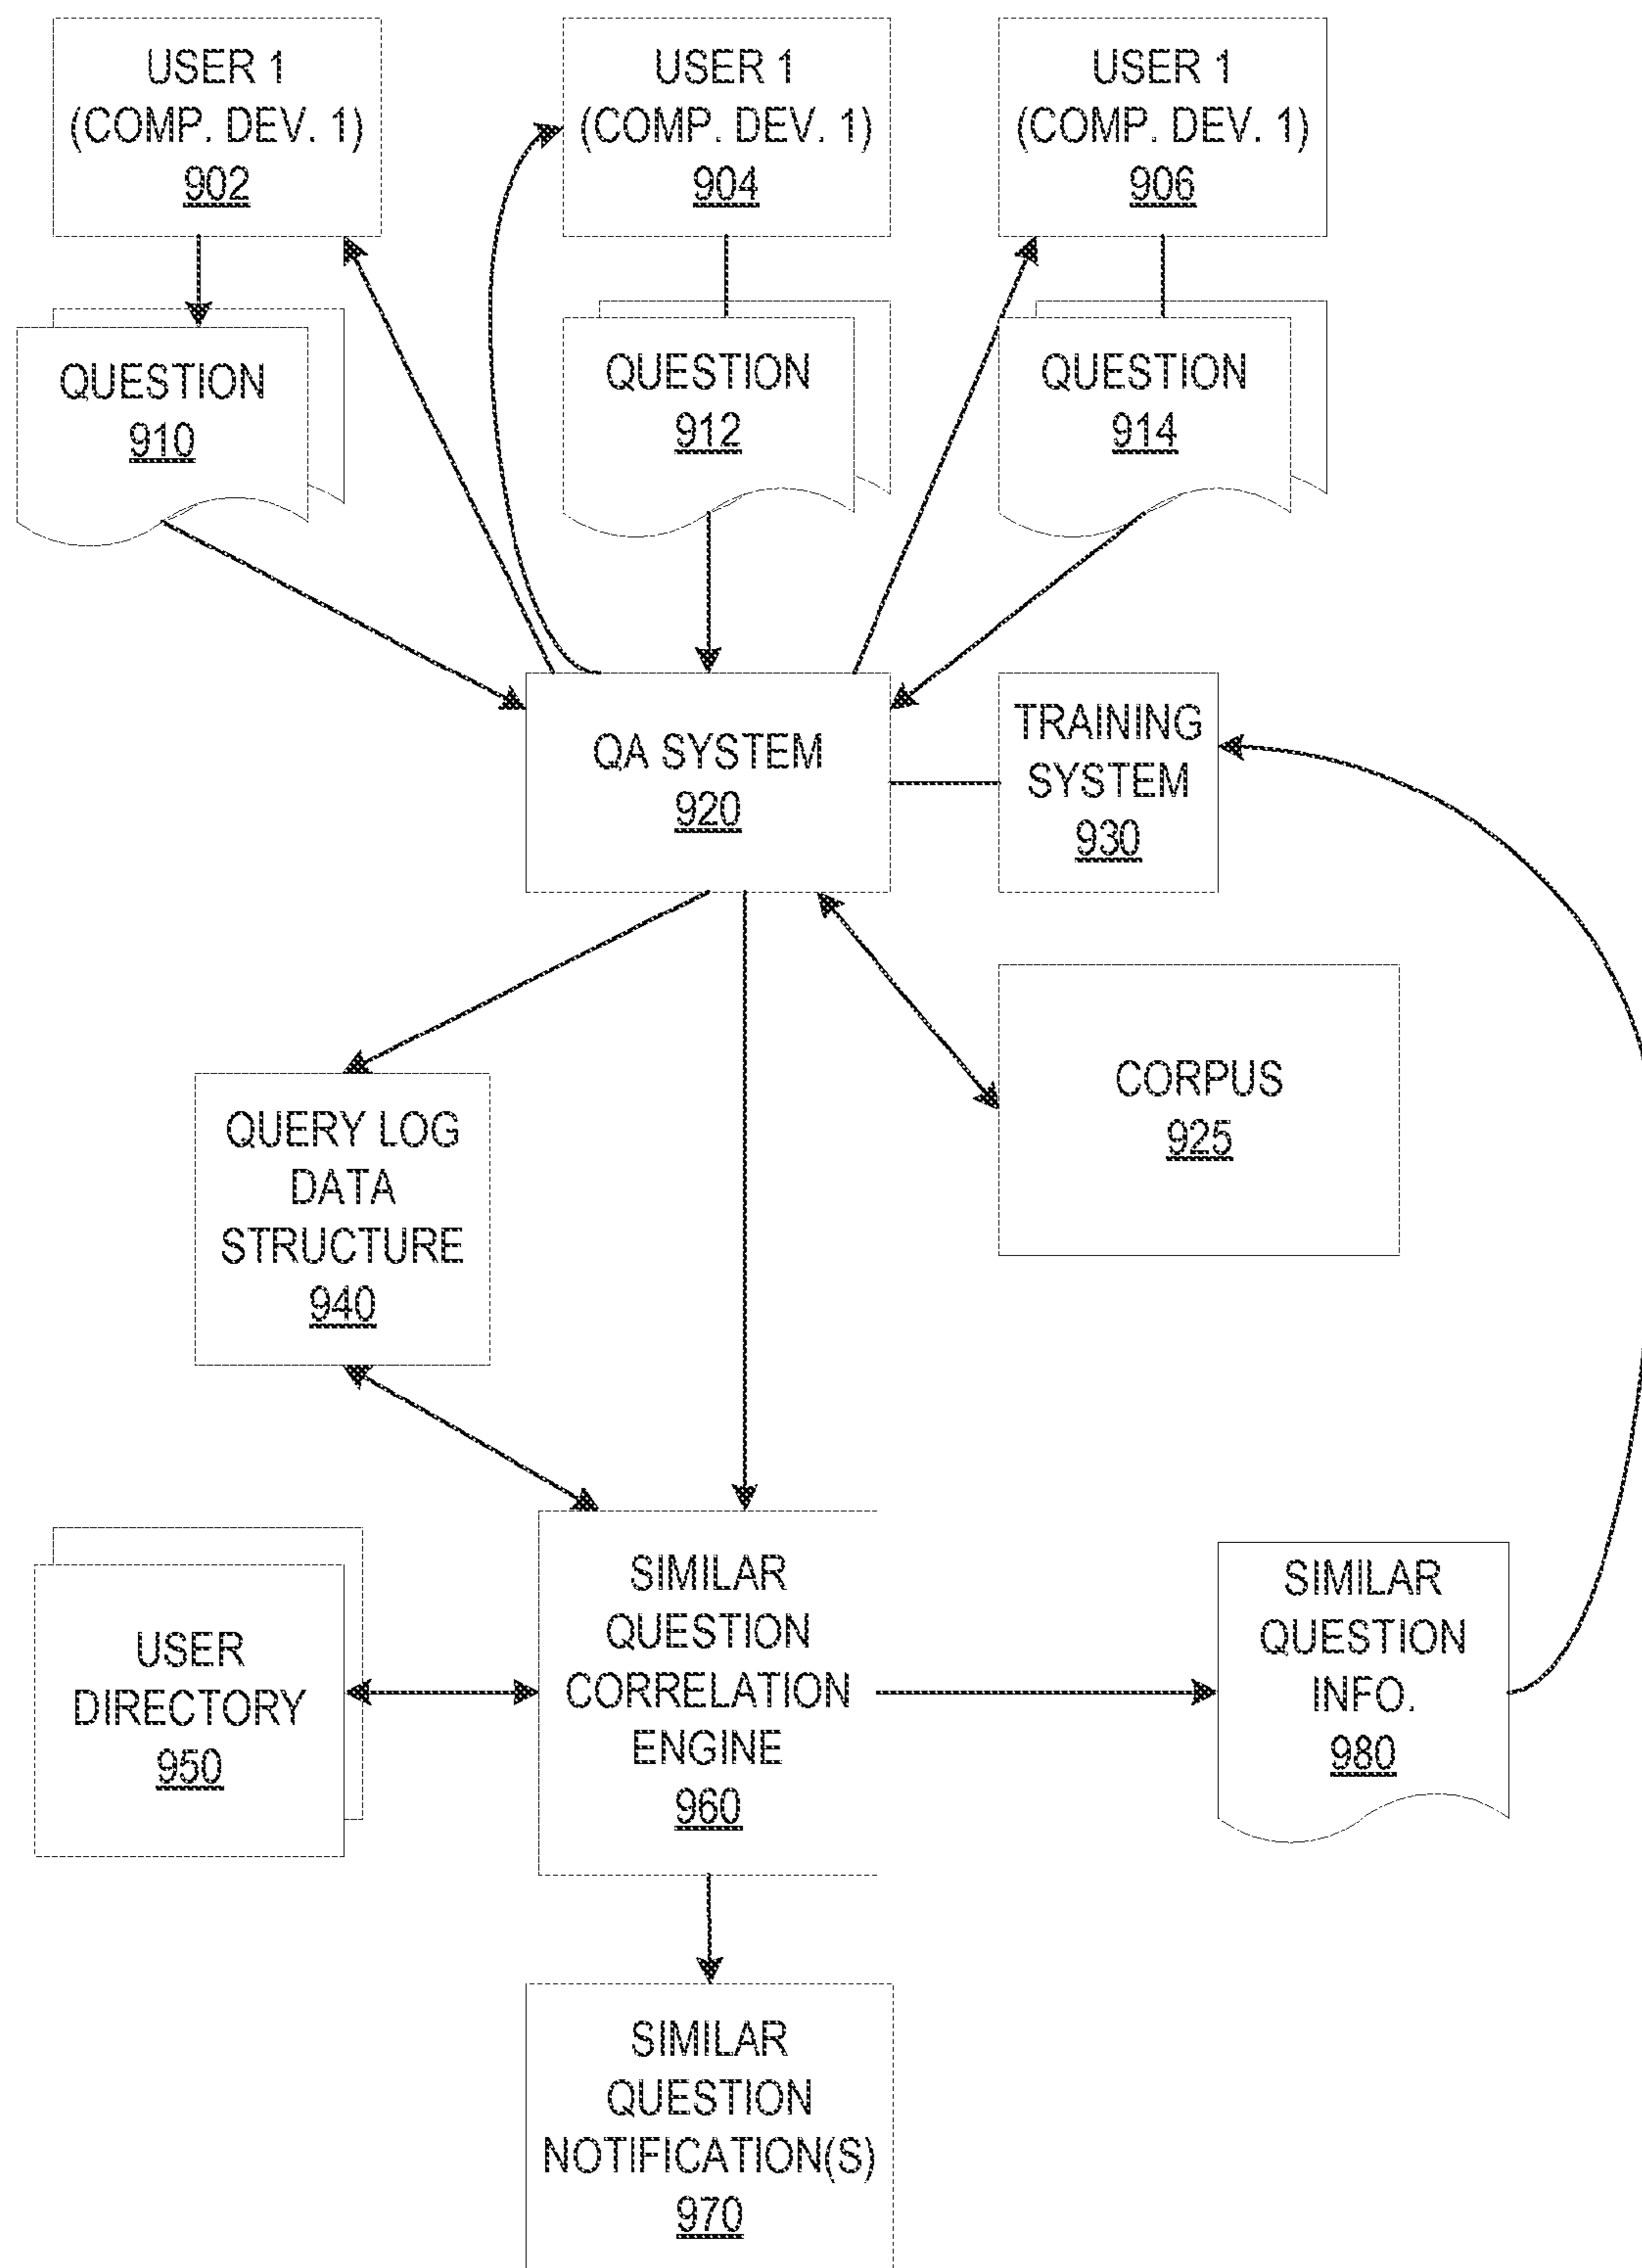 USER 1
(COMP. DEV. 1)
902
USER 1
(COMP. DEV. 1)
904
USER 1
(COMP. DEV. 1)
906
QUESTION
910
QUESTION
912
QUESTION
914
QA SYSTEM
920
TRAINING
SYSTEM
930
CORPUS
925
QUERY LOG
DATA
STRUCTURE
940
USER
DIRECTORY
950
SIMILAR
QUESTION
CORRELATION
ENGINE
960
SIMILAR
QUESTION
INFO.
980
SIMILAR
QUESTION
NOTIFICATION(S)
970